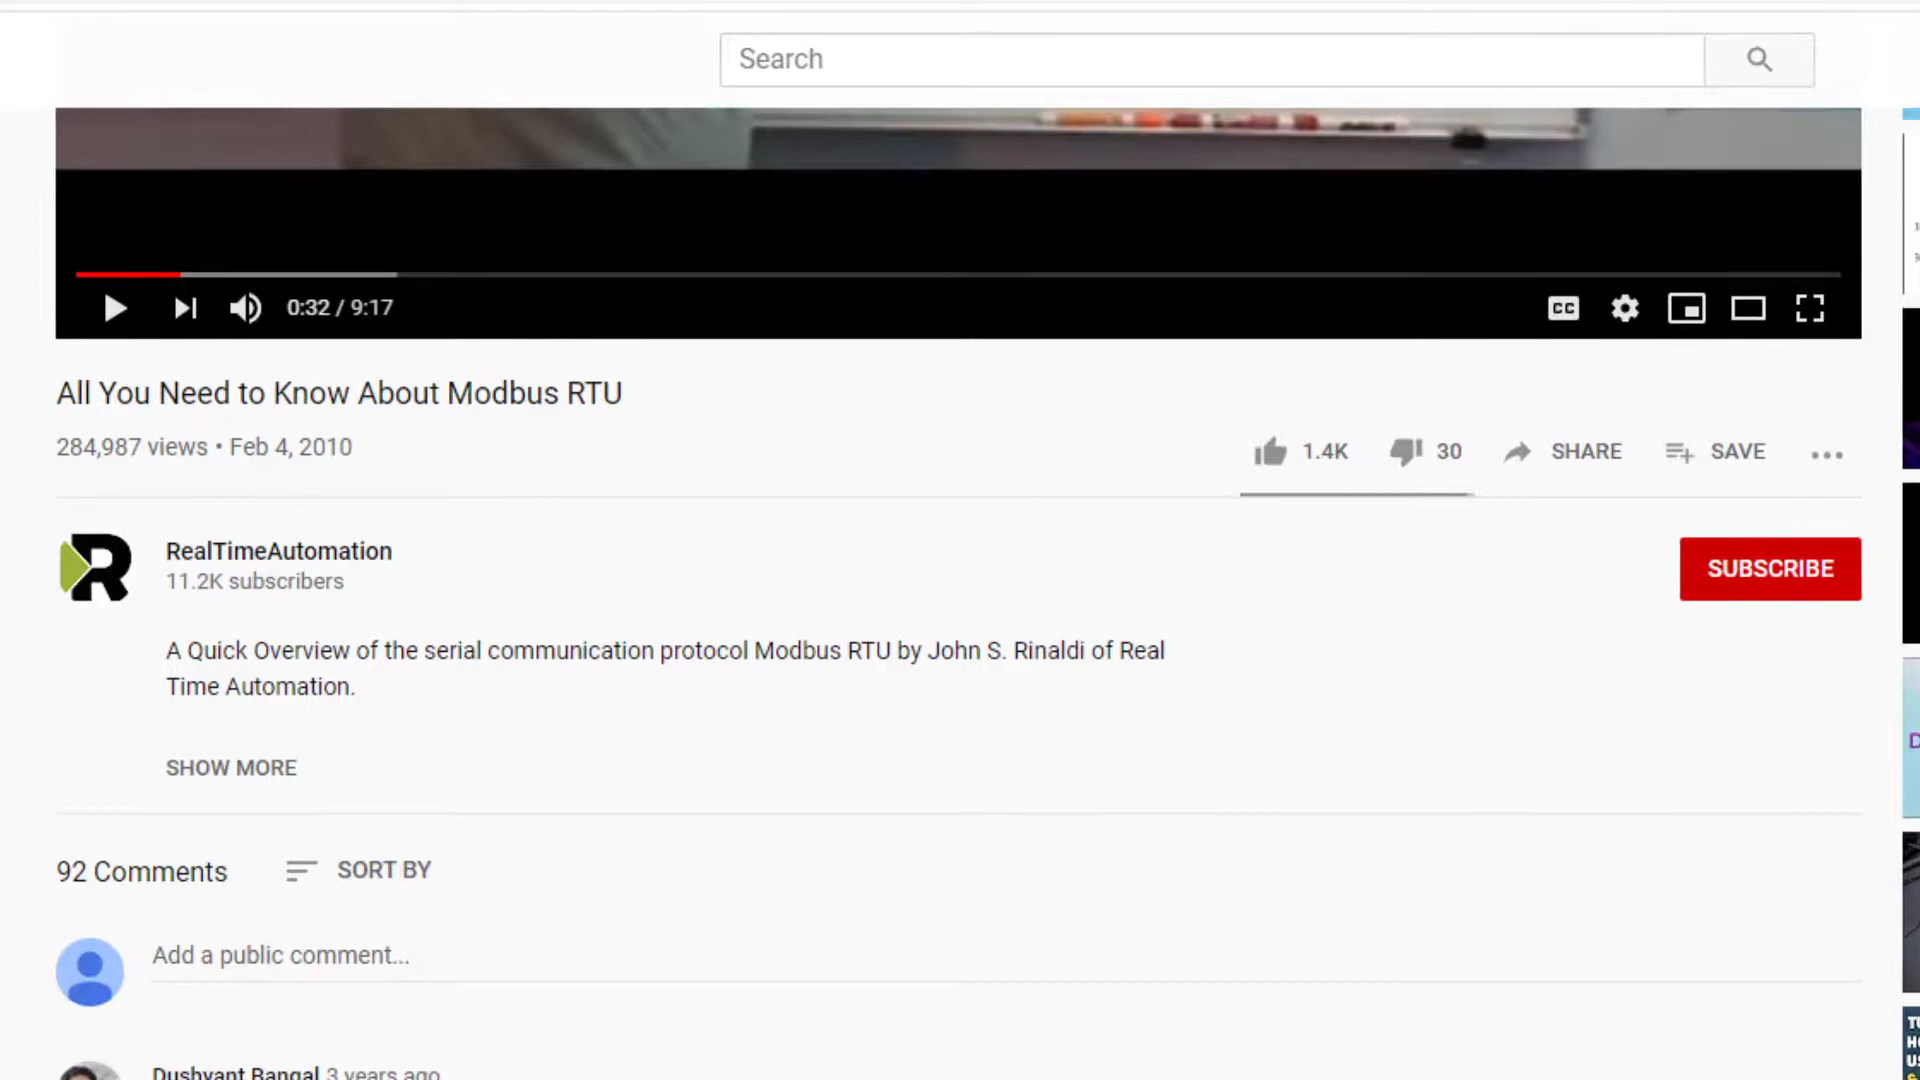 Search
CC
0:32 / 9:17
All You Need to Know About Modbus RTU
284,987 views • Feb 4, 2010
1.4K
30
SHARE
SAVE
RealTimeAutomation
11.2K subscribers
SUBSCRIBE
A Quick Overview of the serial communication protocol Modbus RTU by John S. Rinaldi of Real
Time Automation.
SHOW MORE
92 Comments
SORT BY
Add a public comment...
Dushyant Bangal 3 years ago